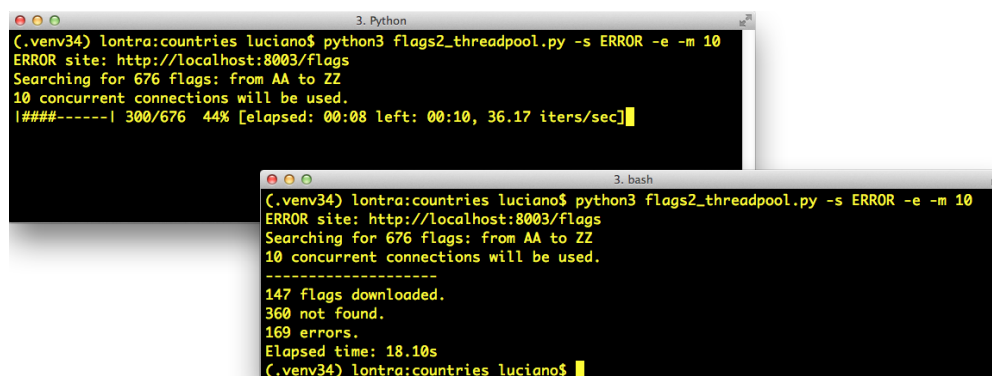 3. Python
(.venv34) lontra:countries luciano$ python3 flags2_threadpool.py -s ERROR -e -m 10
ERROR site: http://localhost:8003/flags
Searching for 676 flags: from AA to ZZ
10 concurrent connections will be used.
|####------| 300/676  44% [elapsed: 00:08 left: 00:10, 36.17 iters/sec]
3. bash
(.venv34) lontra:countries luciano$ python3 flags2_threadpool.py -s ERROR -e -m 10
ERROR site: http://localhost:8003/flags
Searching for 676 flags: from AA to ZZ
10 concurrent connections will be used.
--------------------
147 flags downloaded.
360 not found.
169 errors.
Elapsed time: 18.10s
(.venv34) lontra:countries luciano$